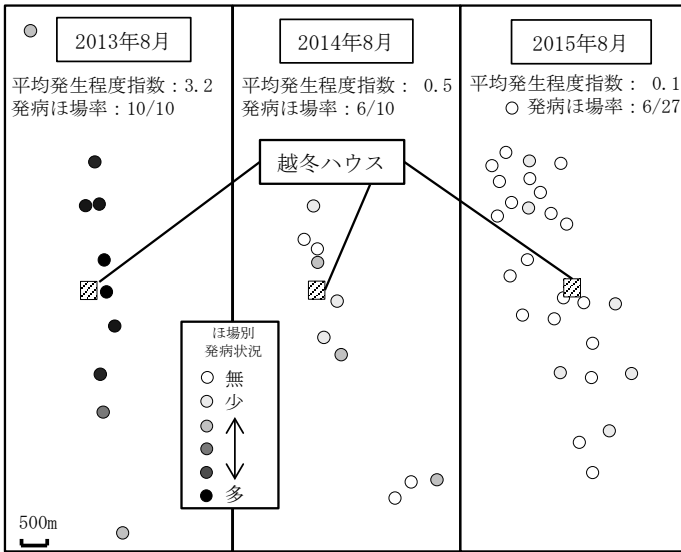 2013年8月
平均発生程度指数：3.2
発病ほ場率：10/10
2014年8月
平均発生程度指数： 0.5
発病ほ場率：6/10
2015年8月
平均発生程度指数： 0.1
発病ほ場率：6/27
越冬ハウス
ほ場別
発病状況
無
少
多
500m